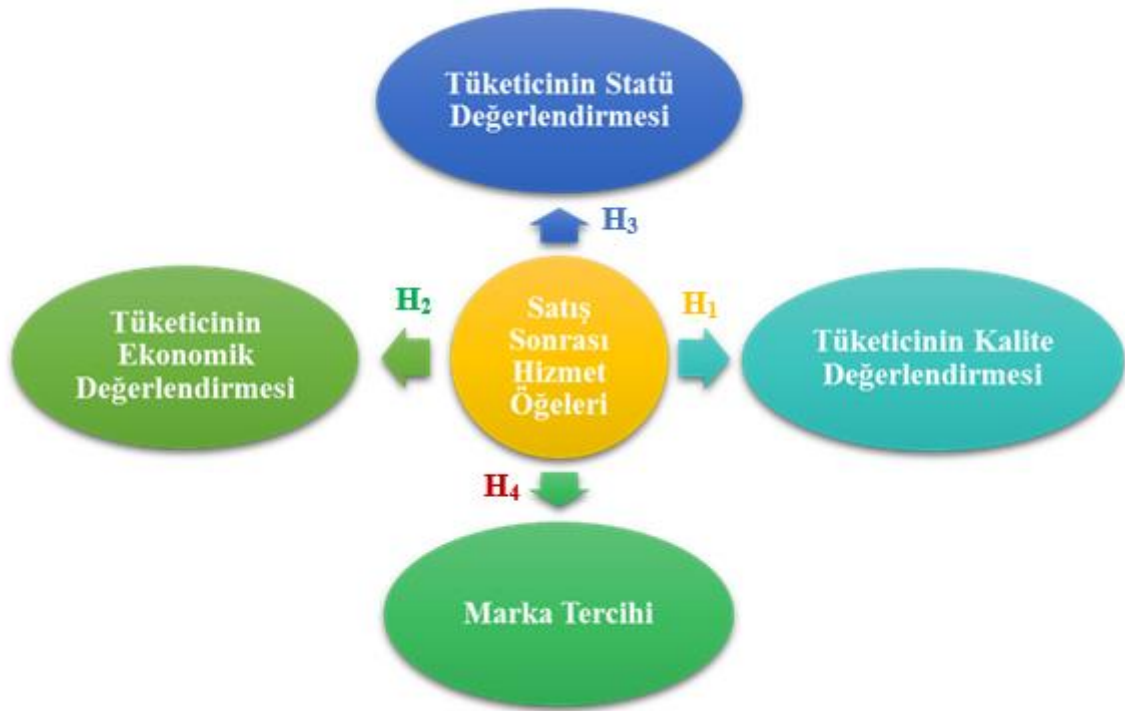 Tüketicinin Statü
Değerlendirmesi
H₃
H₂
H₁
Tüketicinin
Ekonomik
Değerlendirmesi
Satış
Sonrası
Hizmet
Öğeleri
Tüketicinin Kalite
Değerlendirmesi
H₄
Marka Tercihi